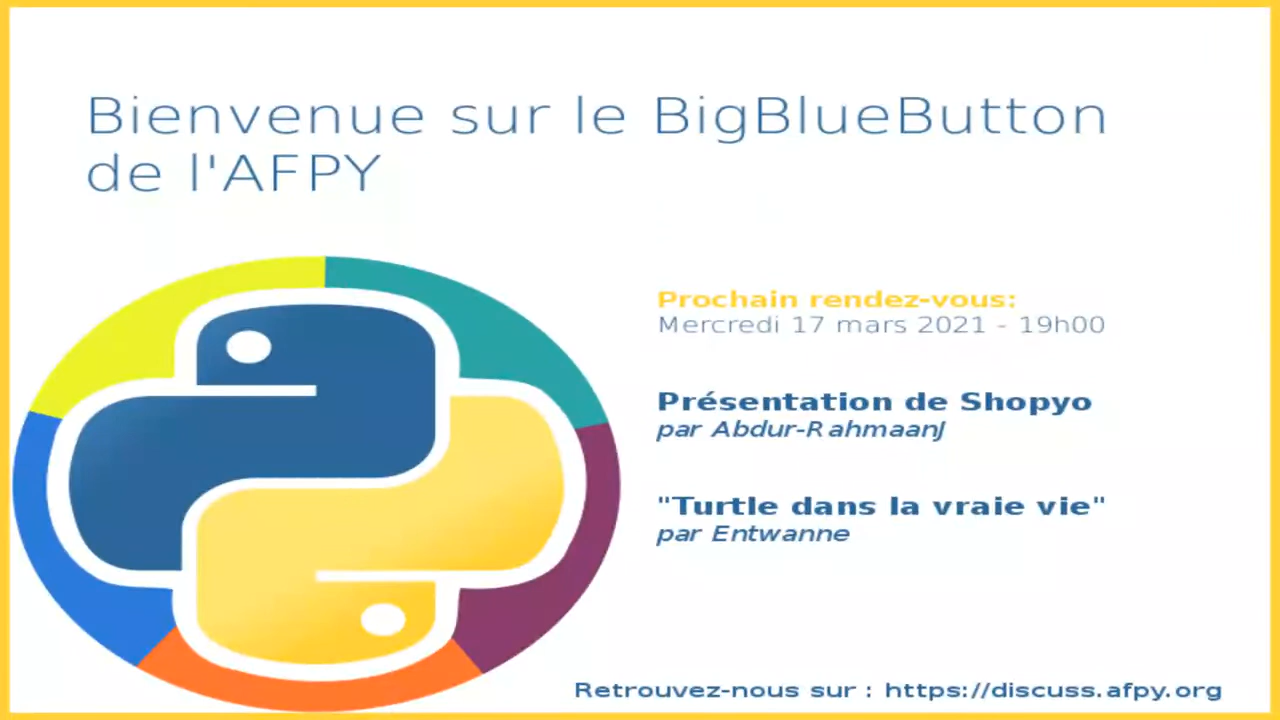 Bienvenue sur le BigBlueButton
de l'AFPY
Prochain rendez-vous:
Mercredi 17 mars 2021 - 19h00
Présentation de Shopyo
par Abdur-RahmaanJ
"Turtle dans la vraie vie"
par Entwanne
Retrouvez-nous sur : https://discuss.afpy.org